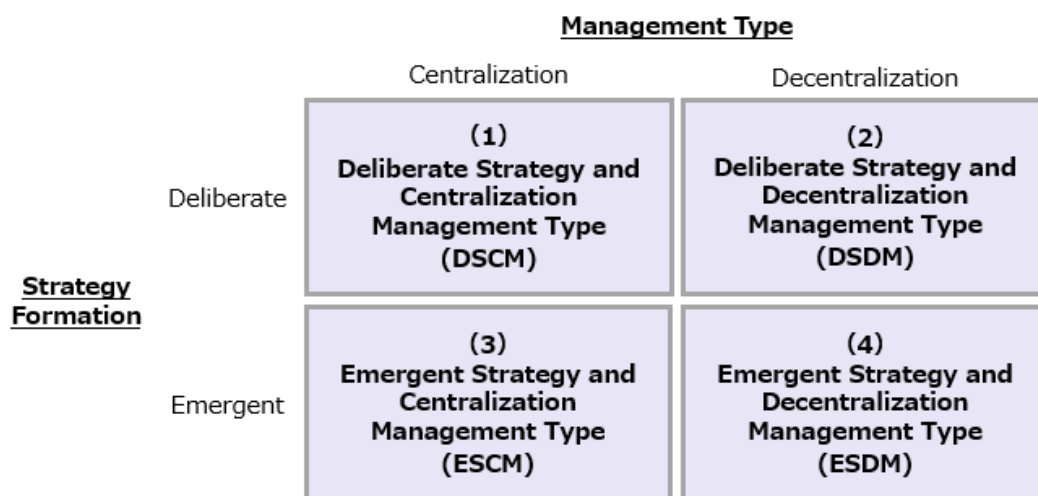 Management Type
Centralization
Decentralization
(1)
Deliberate Strategy and
Centralization
Management Type
(DSCM)
(2)
Deliberate Strategy and
Decentralization
Management Type
(DSDM)
Deliberate
Strategy
Formation
(3)
Emergent Strategy and
Centralization
Management Type
(ESCM)
(4)
Emergent Strategy and
Decentralization
Management Type
(ESDM)
Emergent